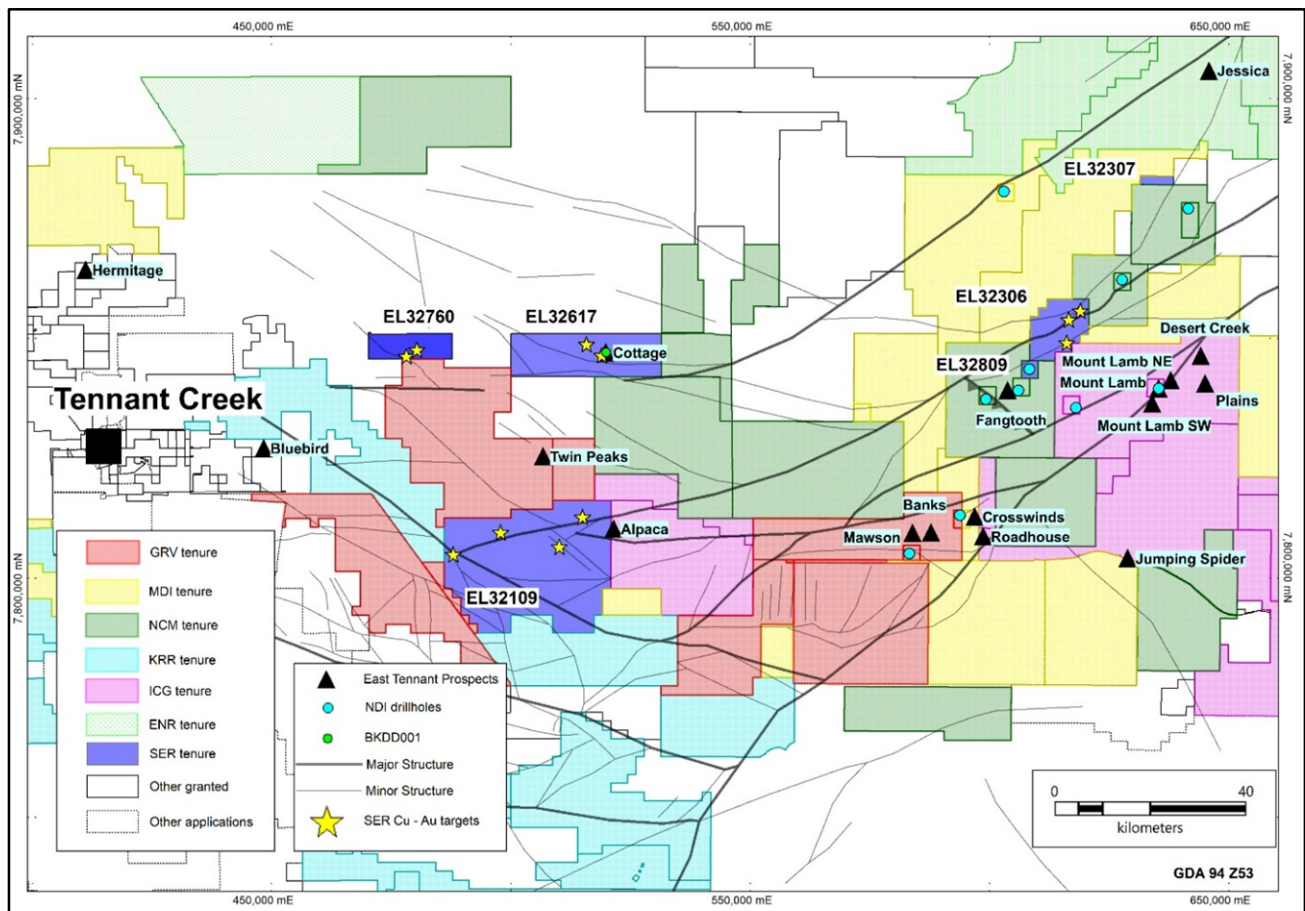 450,000 mE
550,000 mE
650,000 mE
7,900,000 mN
7,900,000 mN
Jessica
EL32307
Hermitage
EL32760
EL32617
EL32306
Cottage
Desert Creek
EL32809
Mount Lamb NE
Mount Lamb
Plains
Fangtooth
Mount Lamb SW
Tennant Creek
Bluebird
Twin Peaks
Banks
Crosswinds
Alpaca
Mawson
Roadhouse
Jumping Spider
EL32109
7,800,000 mN
7,800,000 mN
GRV tenure
MDI tenure
NCM tenure
KRR tenure
ICG tenure
ENR tenure
SER tenure
Other granted
Other applications
East Tennant Prospects
NDI drillholes
BKDD001
Major Structure
Minor Structure
SER Cu - Au targets
0
40
kilometers
GDA 94 Z53
450,000 mE
550,000 mE
650,000 mE